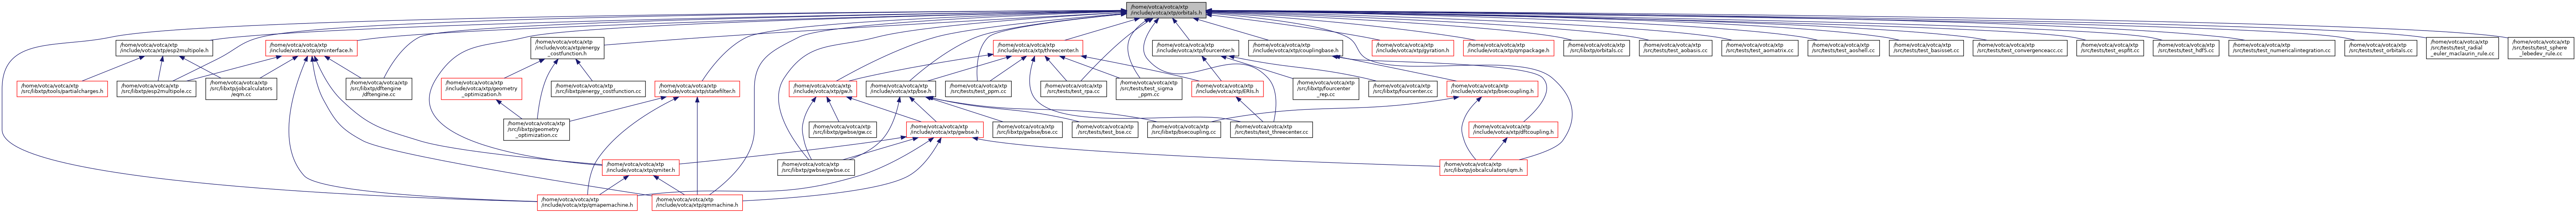 /home/votca/votca/xtp
/include/votca/xtp/orbitals.h
/home/votca/votca/xtp
/include/votca/xtp/esp2multipole.h
/home/votca/votca/xtp
/include/votca/xtp/qminterface.h
/home/votca/votca/xtp
/include/votca/xtp/energy
_costfunction.h
/home/votca/votca/xtp
/include/votca/xtp/threecenter.h
/home/votca/votca/xtp
/include/votca/xtp/fourcenter.h
/home/votca/votca/xtp
/include/votca/xtp/couplingbase.h
/home/votca/votca/xtp
/include/votca/xtp/gyration.h
/home/votca/votca/xtp
/include/votca/xtp/qmpackage.h
/home/votca/votca/xtp
/src/libxtp/orbitals.cc
/home/votca/votca/xtp
/src/tests/test_aobasis.cc
/home/votca/votca/xtp
/src/tests/test_aomatrix.cc
/home/votca/votca/xtp
/src/tests/test_aoshell.cc
/home/votca/votca/xtp
/src/tests/test_basisset.cc
/home/votca/votca/xtp
/src/tests/test_convergenceacc.cc
/home/votca/votca/xtp
/src/tests/test_espfit.cc
/home/votca/votca/xtp
/src/tests/test_hdf5.cc
/home/votca/votca/xtp
/src/tests/test_numericalintegration.cc
/home/votca/votca/xtp
/src/tests/test_orbitals.cc
/home/votca/votca/xtp
/src/tests/test_radial
_euler_maclaurin_rule.cc
/home/votca/votca/xtp
/src/tests/test_sphere
_lebedev_rule.cc
/home/votca/votca/xtp
/src/libxtp/tools/partialcharges.h
/home/votca/votca/xtp
/src/libxtp/esp2multipole.cc
/home/votca/votca/xtp
/src/libxtp/jobcalculators
/eqm.cc
/home/votca/votca/xtp
/src/libxtp/dftengine
/dftengine.cc
/home/votca/votca/xtp
/include/votca/xtp/geometry
_optimization.h
/home/votca/votca/xtp
/src/libxtp/energy_costfunction.cc
/home/votca/votca/xtp
/include/votca/xtp/statefilter.h
/home/votca/votca/xtp
/include/votca/xtp/gw.h
/home/votca/votca/xtp
/include/votca/xtp/bse.h
/home/votca/votca/xtp
/src/tests/test_ppm.cc
/home/votca/votca/xtp
/src/tests/test_rpa.cc
/home/votca/votca/xtp
/src/tests/test_sigma
_ppm.cc
/home/votca/votca/xtp
/include/votca/xtp/ERIs.h
/home/votca/votca/xtp
/src/libxtp/fourcenter
_rep.cc
/home/votca/votca/xtp
/src/libxtp/fourcenter.cc
/home/votca/votca/xtp
/include/votca/xtp/bsecoupling.h
/home/votca/votca/xtp
/src/libxtp/geometry
_optimization.cc
/home/votca/votca/xtp
/src/libxtp/gwbse/gw.cc
/home/votca/votca/xtp
/include/votca/xtp/gwbse.h
/home/votca/votca/xtp
/src/libxtp/gwbse/bse.cc
/home/votca/votca/xtp
/src/tests/test_bse.cc
/home/votca/votca/xtp
/src/libxtp/bsecoupling.cc
/home/votca/votca/xtp
/src/tests/test_threecenter.cc
/home/votca/votca/xtp
/include/votca/xtp/dftcoupling.h
/home/votca/votca/xtp
/include/votca/xtp/qmiter.h
/home/votca/votca/xtp
/src/libxtp/gwbse/gwbse.cc
/home/votca/votca/xtp
/src/libxtp/jobcalculators/iqm.h
/home/votca/votca/xtp
/include/votca/xtp/qmapemachine.h
/home/votca/votca/xtp
/include/votca/xtp/qmmachine.h